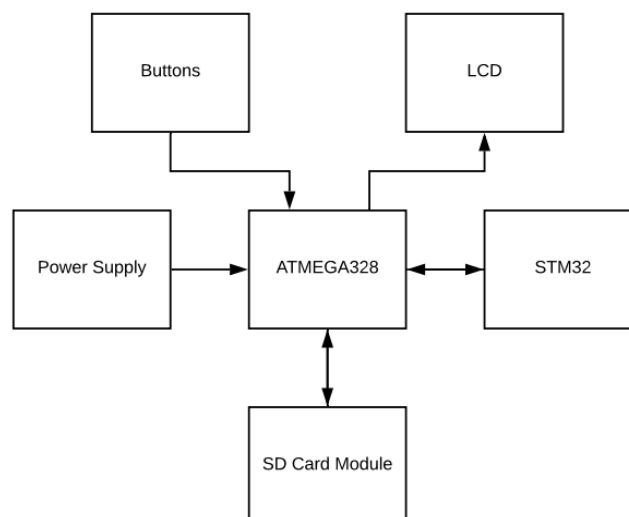 Buttons
LCD
Power Supply
ATMEGA328
STM32
SD Card Module